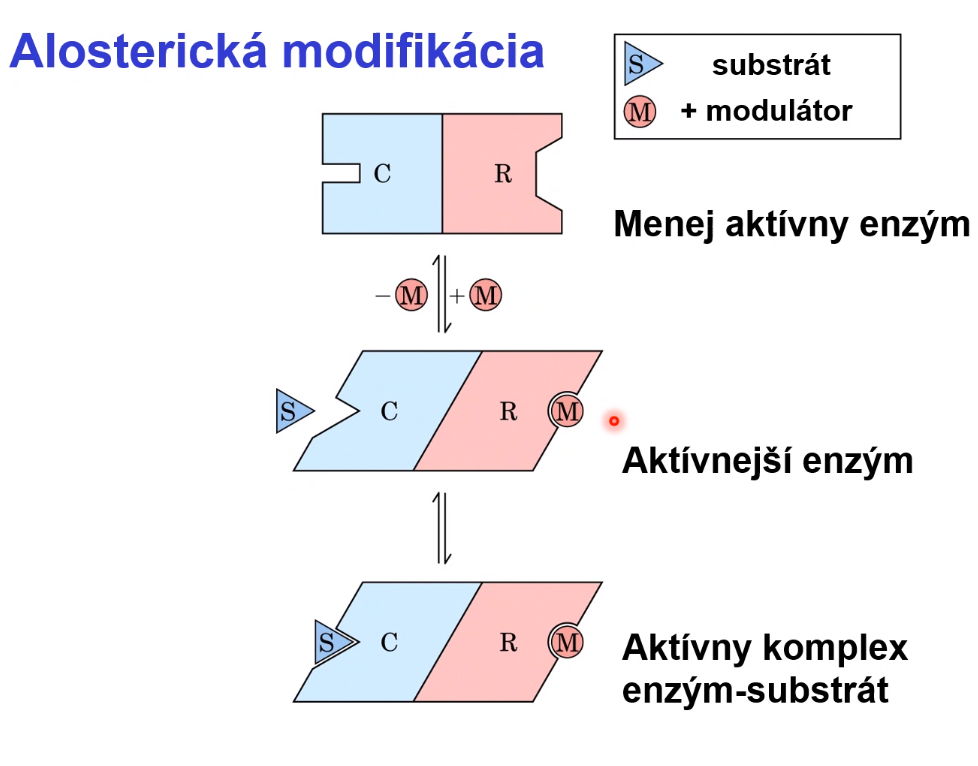 Alosterická modifikácia
S substrát
M + modulátor
C R
Menej aktívny enzým
− M + M
S C R M
Aktívnejší enzým
S C R M
Aktívny komplex
enzým-substrát